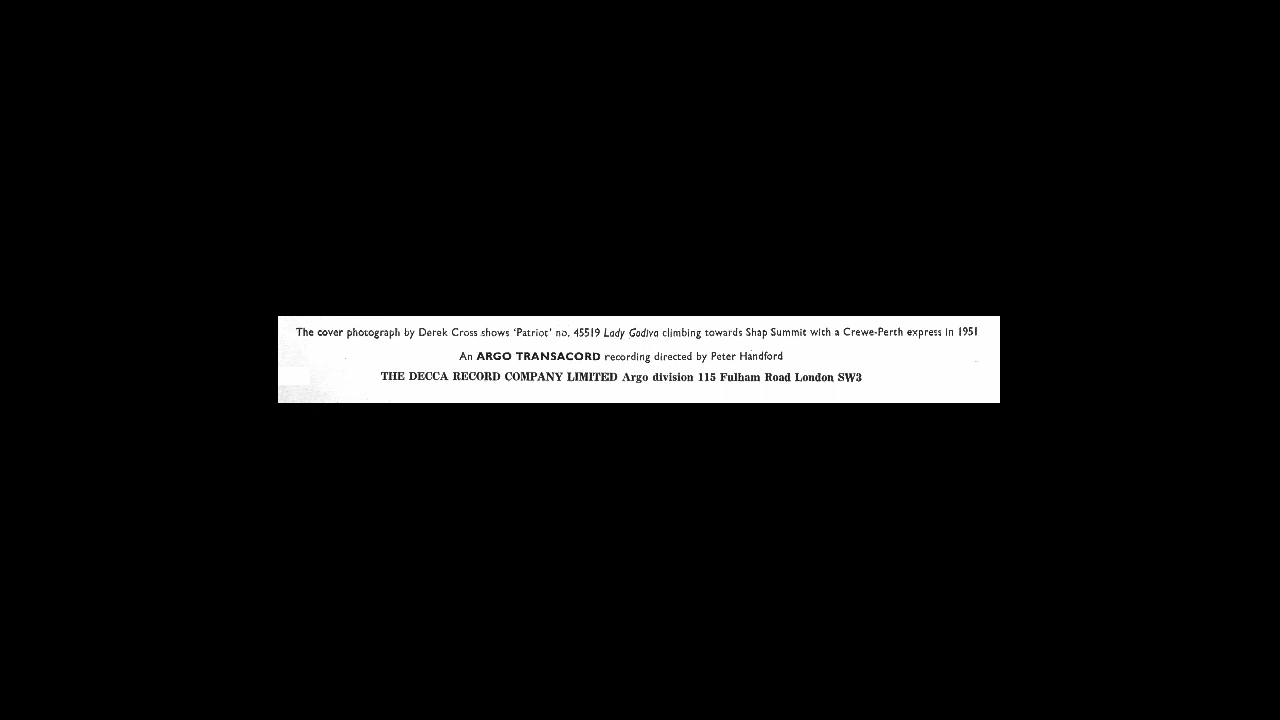 The cover photograph by Derek Cross shows 'Patriot' no. 45519 Lady Godiva climbing towards Shap Summit with a Crewe-Perth express in 1951
An ARGO TRANSACORD recording directed by Peter Handford
THE DECCA RECORD COMPANY LIMITED Argo division 115 Fulham Road London SW3